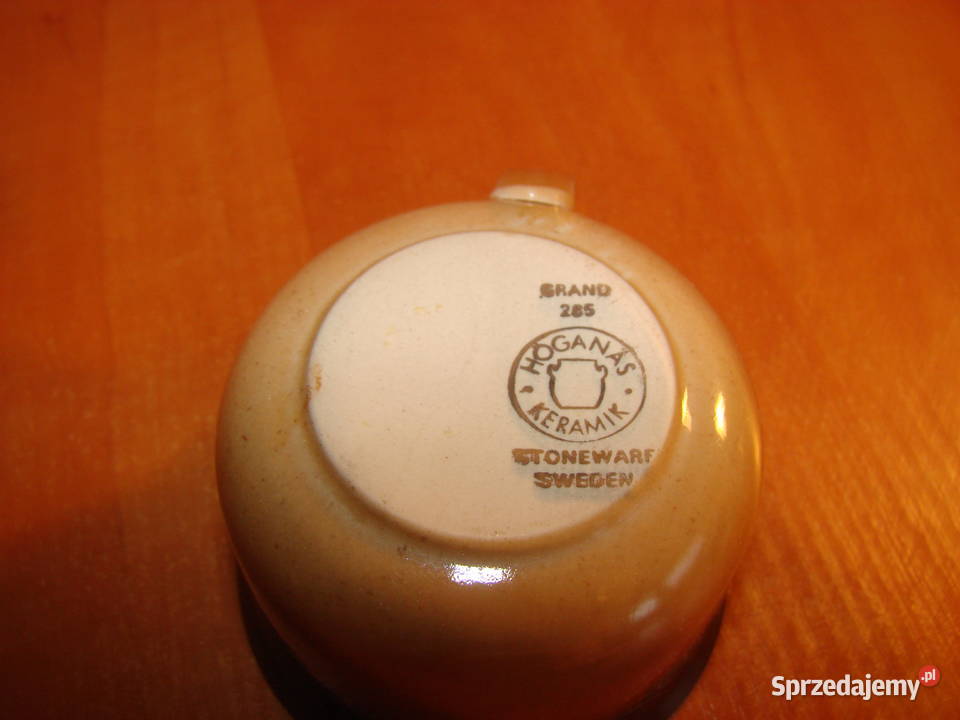 GRAND
285
HÖGANÄS
KERAMIK
STONEWARE
SWEDEN
Sprzedajemy.pl